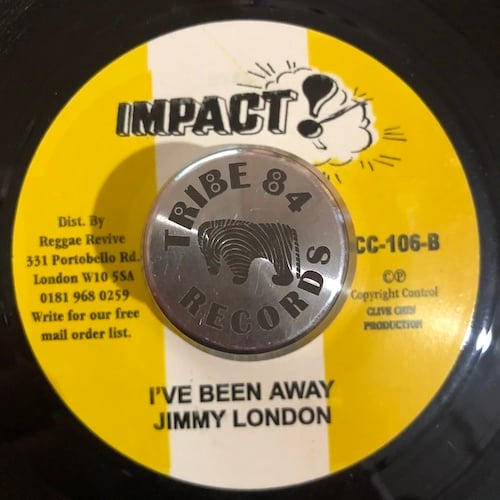 IMPACT!
TRIBE 84
RECORDS
Dist. By
Reggae Revive
331 Portobello Rd.
London W10 5SA
0181 968 0259
Write for our free
mail order list.
CC-106-B
©℗
Copyright Control
CLIVE CHIN
PRODUCTION
I'VE BEEN AWAY
JIMMY LONDON